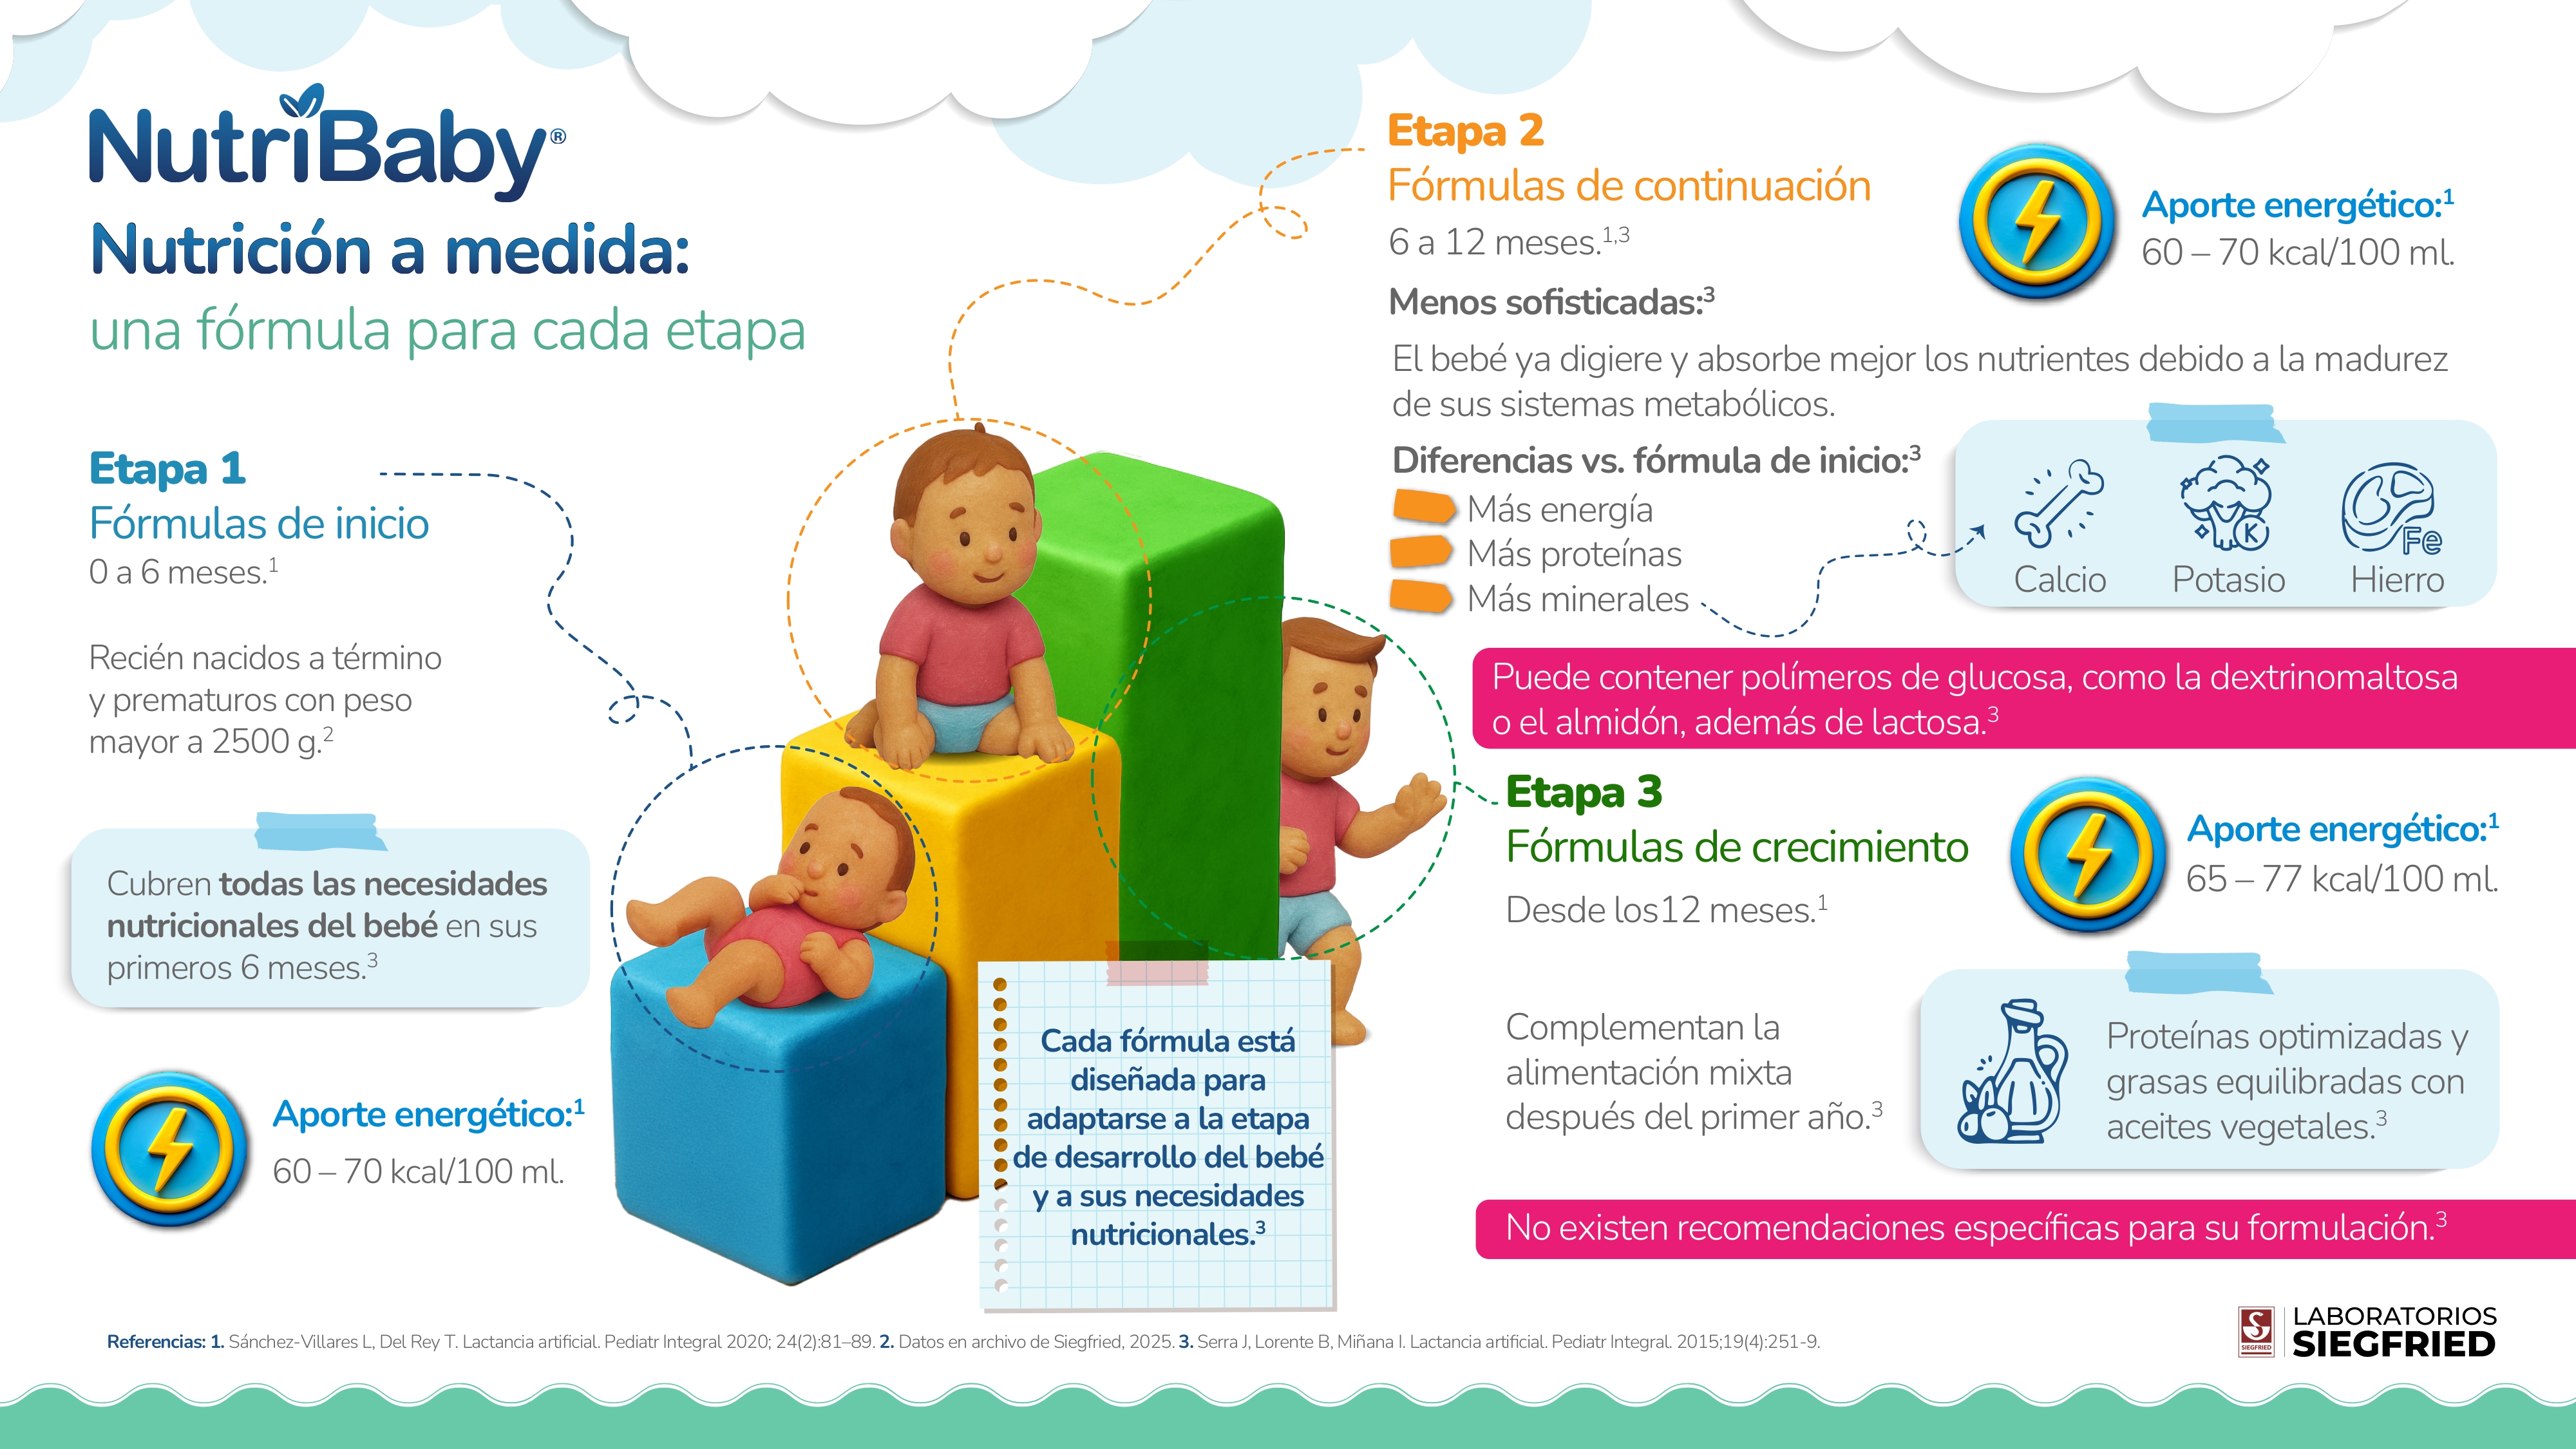 NutriBaby®
Nutrición a medida:
una fórmula para cada etapa
Etapa 1
Fórmulas de inicio
0 a 6 meses.1
Recién nacidos a término
y prematuros con peso
mayor a 2500 g.2
Cubren todas las necesidades
nutricionales del bebé en sus
primeros 6 meses.3
Aporte energético:1
60 – 70 kcal/100 ml.
Etapa 2
Fórmulas de continuación
6 a 12 meses.1,3
Aporte energético:1
60 – 70 kcal/100 ml.
Menos sofisticadas:3
El bebé ya digiere y absorbe mejor los nutrientes debido a la madurez
de sus sistemas metabólicos.
Diferencias vs. fórmula de inicio:3
Más energía
Más proteínas
Más minerales
K
Fe
Calcio
Potasio
Hierro
Puede contener polímeros de glucosa, como la dextrinomaltosa
o el almidón, además de lactosa.3
Etapa 3
Fórmulas de crecimiento
Desde los12 meses.1
Aporte energético:1
65 – 77 kcal/100 ml.
Complementan la
alimentación mixta
después del primer año.3
Proteínas optimizadas y
grasas equilibradas con
aceites vegetales.3
No existen recomendaciones específicas para su formulación.3
Cada fórmula está
diseñada para
adaptarse a la etapa
de desarrollo del bebé
y a sus necesidades
nutricionales.3
Referencias: 1. Sánchez-Villares L, Del Rey T. Lactancia artificial. Pediatr Integral 2020; 24(2):81–89. 2. Datos en archivo de Siegfried, 2025. 3. Serra J, Lorente B, Miñana I. Lactancia artificial. Pediatr Integral. 2015;19(4):251-9.
S
SIEGFRIED
LABORATORIOS
SIEGFRIED